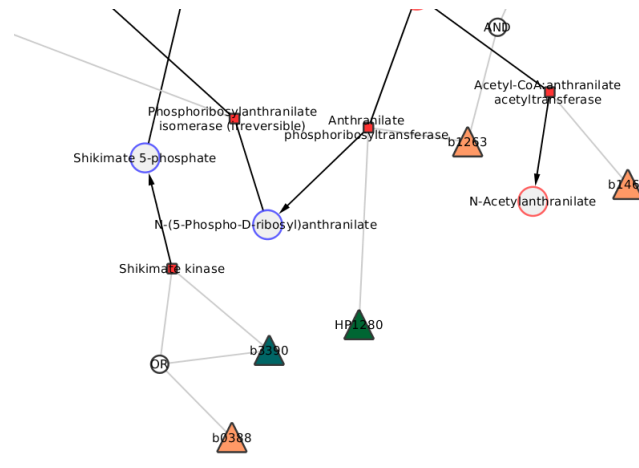 AND
Acetyl-CoA:anthranilate
acetyltransferase
Phosphoribosylanthranilate
isomerase (irreversible)
Anthranilate
phosphoribosyltransferase
b1263
Shikimate 5-phosphate
b146
N-Acetylanthranilate
N-(5-Phospho-D-ribosyl)anthranilate
Shikimate kinase
HP1280
b3390
OR
b0388